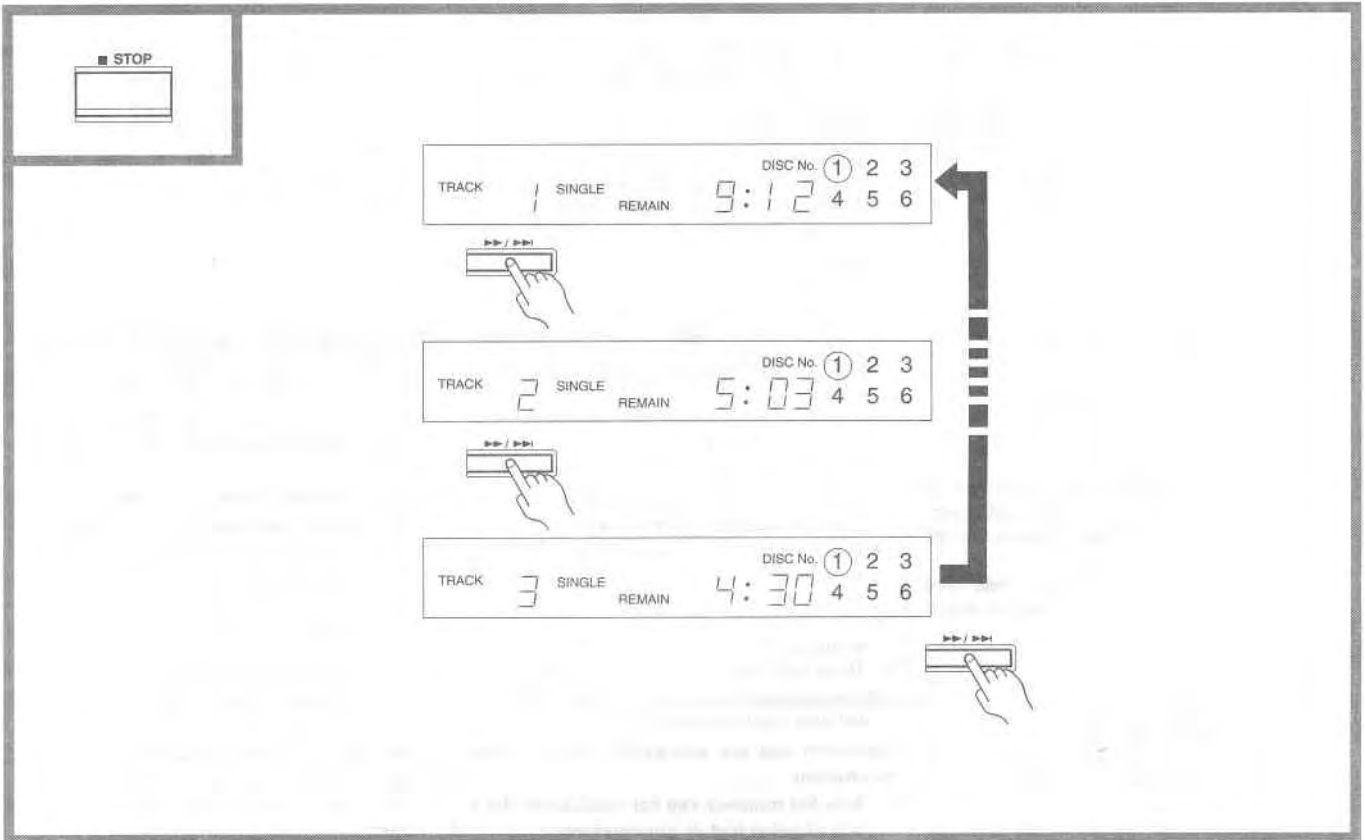 ■ STOP
DISC No. 1 2 3
TRACK 1 SINGLE REMAIN 9:12 4 5 6
▶▶/▶▶I
DISC No. 1 2 3
TRACK 2 SINGLE REMAIN 5:03 4 5 6
▶▶/▶▶I
DISC No. 1 2 3
TRACK 3 SINGLE REMAIN 4:30 4 5 6
▶▶/▶▶I